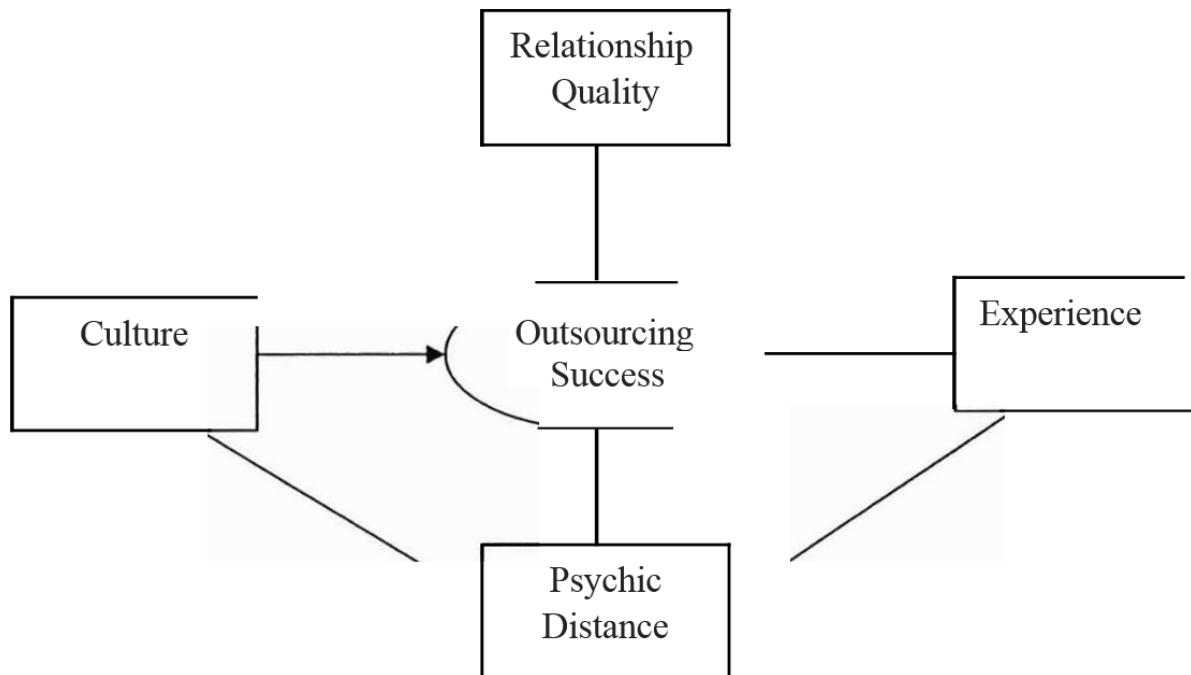 Relationship
Quality
Culture
Outsourcing
Success
Experience
Psychic
Distance